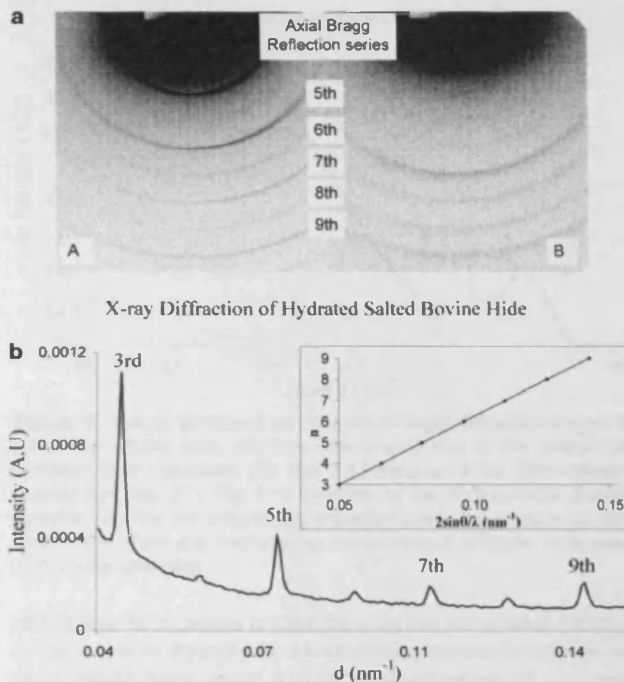 a
Axial Bragg
Reflection series
5th
6th
7th
8th
9th
A
B
X-ray Diffraction of Hydrated Salted Bovine Hide
b
0.0012
0.0008
0.0004
0
Intensity (A.U)
3rd
5th
7th
9th
0.04
0.07
0.11
0.14
d (nm⁻¹)
9
8
7
6
5
4
3
n
0.05
0.10
0.15
2sinθ/λ (nm⁻¹)